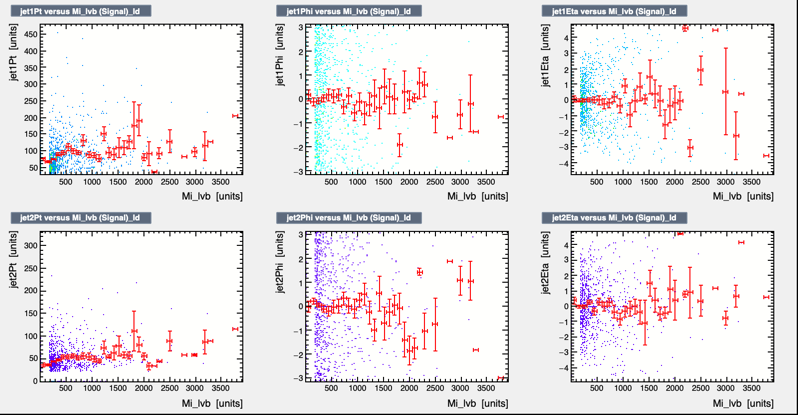 jet1Pt versus Mi_lvb (Signal)_Id
jet1Phi versus Mi_lvb (Signal)_Id
jet1Eta versus Mi_lvb (Signal)_Id
jet1Pt [units]
450
400
350
300
250
200
150
100
50
500 1000 1500 2000 2500 3000 3500
Mi_lvb [units]
jet1Phi [units]
3
2
1
0
−1
−2
−3
500 1000 1500 2000 2500 3000 3500
Mi_lvb [units]
jet1Eta [units]
4
3
2
1
0
−1
−2
−3
−4
500 1000 1500 2000 2500 3000 3500
Mi_lvb [units]
jet2Pt versus Mi_lvb (Signal)_Id
jet2Phi versus Mi_lvb (Signal)_Id
jet2Eta versus Mi_lvb (Signal)_Id
jet2Pt [units]
300
250
200
150
100
50
0
500 1000 1500 2000 2500 3000 3500
Mi_lvb [units]
jet2Phi [units]
3
2
1
0
−1
−2
−3
500 1000 1500 2000 2500 3000 3500
Mi_lvb [units]
jet2Eta [units]
4
3
2
1
0
−1
−2
−3
−4
500 1000 1500 2000 2500 3000 3500
Mi_lvb [units]